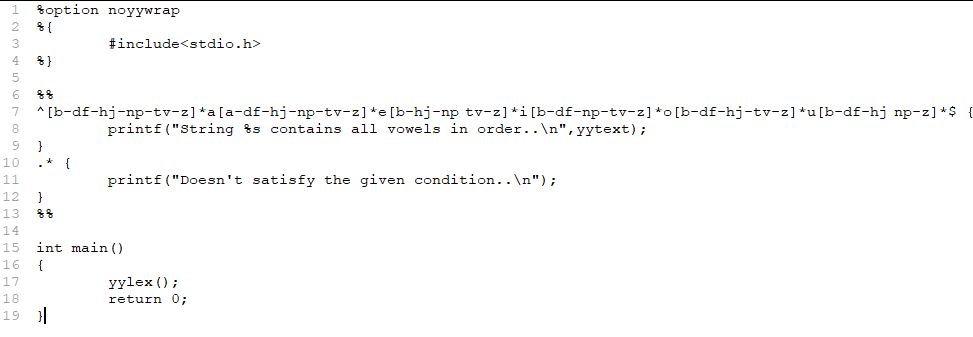 1 %option noyywrap
2 %{
3 #include<stdio.h>
4 %}
5
6 %%
7 ^[b-df-hj-np-tv-z]*a[a-df-hj-np-tv-z]*e[b-hj-np tv-z]*i[b-df-np-tv-z]*o[b-df-hj-tv-z]*u[b-df-hj np-z]*$ {
8 printf("String %s contains all vowels in order..\n",yytext);
9 }
10 .* {
11 printf("Doesn't satisfy the given condition..\n");
12 }
13 %%
14
15 int main()
16 {
17 yylex();
18 return 0;
19 }